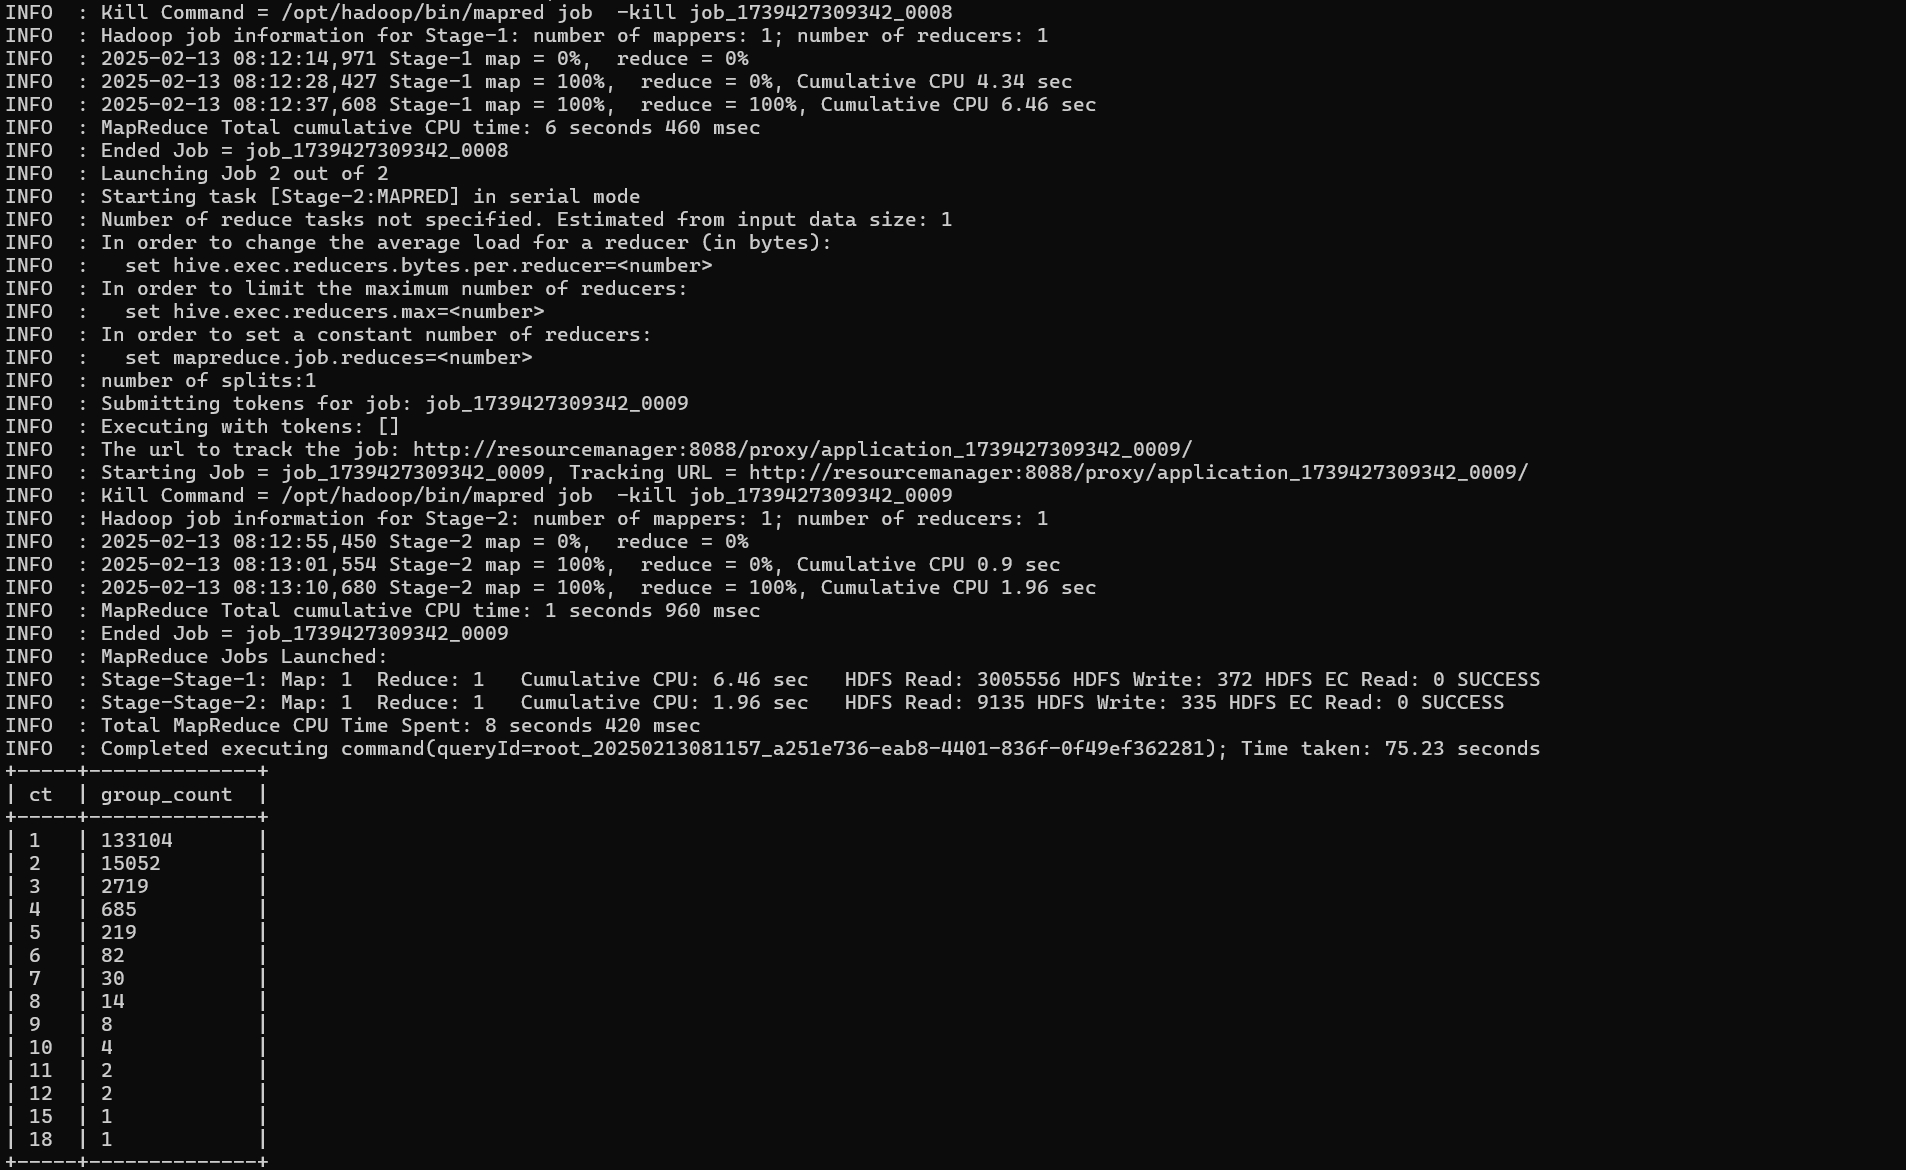 INFO  : Kill Command = /opt/hadoop/bin/mapred job  -kill job_1739427309342_0008
INFO  : Hadoop job information for Stage-1: number of mappers: 1; number of reducers: 1
INFO  : 2025-02-13 08:12:14,971 Stage-1 map = 0%,  reduce = 0%
INFO  : 2025-02-13 08:12:28,427 Stage-1 map = 100%,  reduce = 0%, Cumulative CPU 4.34 sec
INFO  : 2025-02-13 08:12:37,608 Stage-1 map = 100%,  reduce = 100%, Cumulative CPU 6.46 sec
INFO  : MapReduce Total cumulative CPU time: 6 seconds 460 msec
INFO  : Ended Job = job_1739427309342_0008
INFO  : Launching Job 2 out of 2
INFO  : Starting task [Stage-2:MAPRED] in serial mode
INFO  : Number of reduce tasks not specified. Estimated from input data size: 1
INFO  : In order to change the average load for a reducer (in bytes):
INFO  :   set hive.exec.reducers.bytes.per.reducer=<number>
INFO  : In order to limit the maximum number of reducers:
INFO  :   set hive.exec.reducers.max=<number>
INFO  : In order to set a constant number of reducers:
INFO  :   set mapreduce.job.reduces=<number>
INFO  : number of splits:1
INFO  : Submitting tokens for job: job_1739427309342_0009
INFO  : Executing with tokens: []
INFO  : The url to track the job: http://resourcemanager:8088/proxy/application_1739427309342_0009/
INFO  : Starting Job = job_1739427309342_0009, Tracking URL = http://resourcemanager:8088/proxy/application_1739427309342_0009/
INFO  : Kill Command = /opt/hadoop/bin/mapred job  -kill job_1739427309342_0009
INFO  : Hadoop job information for Stage-2: number of mappers: 1; number of reducers: 1
INFO  : 2025-02-13 08:12:55,450 Stage-2 map = 0%,  reduce = 0%
INFO  : 2025-02-13 08:13:01,554 Stage-2 map = 100%,  reduce = 0%, Cumulative CPU 0.9 sec
INFO  : 2025-02-13 08:13:10,680 Stage-2 map = 100%,  reduce = 100%, Cumulative CPU 1.96 sec
INFO  : MapReduce Total cumulative CPU time: 1 seconds 960 msec
INFO  : Ended Job = job_1739427309342_0009
INFO  : MapReduce Jobs Launched:
INFO  : Stage-Stage-1: Map: 1  Reduce: 1   Cumulative CPU: 6.46 sec   HDFS Read: 3005556 HDFS Write: 372 HDFS EC Read: 0 SUCCESS
INFO  : Stage-Stage-2: Map: 1  Reduce: 1   Cumulative CPU: 1.96 sec   HDFS Read: 9135 HDFS Write: 335 HDFS EC Read: 0 SUCCESS
INFO  : Total MapReduce CPU Time Spent: 8 seconds 420 msec
INFO  : Completed executing command(queryId=root_20250213081157_a251e736-eab8-4401-836f-0f49ef362281); Time taken: 75.23 seconds
+-----+--------------+
| ct  | group_count  |
+-----+--------------+
| 1   | 133104       |
| 2   | 15052        |
| 3   | 2719         |
| 4   | 685          |
| 5   | 219          |
| 6   | 82           |
| 7   | 30           |
| 8   | 14           |
| 9   | 8            |
| 10  | 4            |
| 11  | 2            |
| 12  | 2            |
| 15  | 1            |
| 18  | 1            |
+-----+--------------+